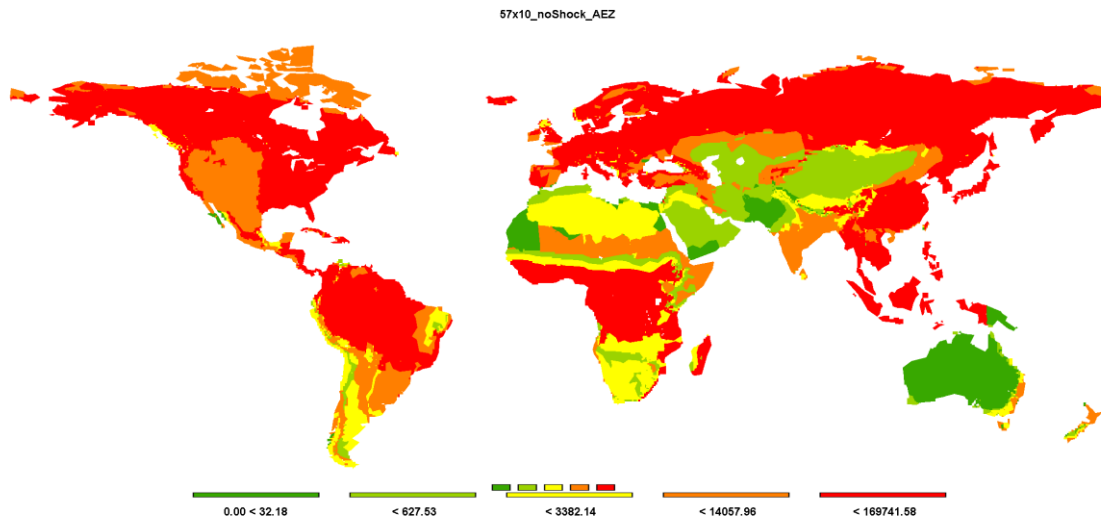 57x10_noShock_AEZ
0.00 < 32.18 < 627.53 < 3382.14 < 14057.96 < 169741.58